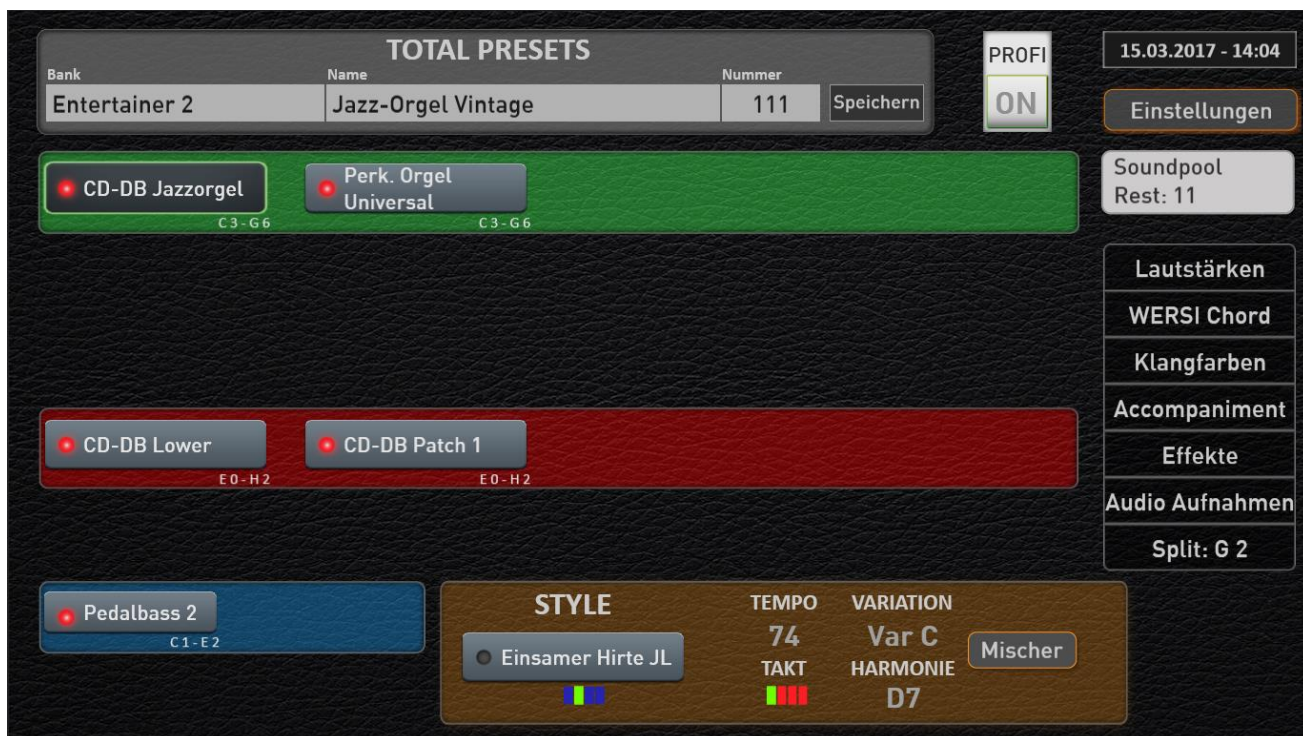 TOTAL PRESETS
Bank Name Nummer
Entertainer 2 Jazz-Orgel Vintage 111 Speichern
PROFI
ON
15.03.2017 - 14:04
Einstellungen
Soundpool
Rest: 11
CD-DB Jazzorgel
C3-G6
Perk. Orgel
Universal
C3-G6
Lautstärken
WERSI Chord
Klangfarben
Accompaniment
Effekte
Audio Aufnahmen
Split: G 2
CD-DB Lower
E0-H2
CD-DB Patch 1
E0-H2
Pedalbass 2
C1-E2
STYLE
Einsamer Hirte JL
TEMPO
74
TAKT
VARIATION
Var C
HARMONIE
D7
Mischer